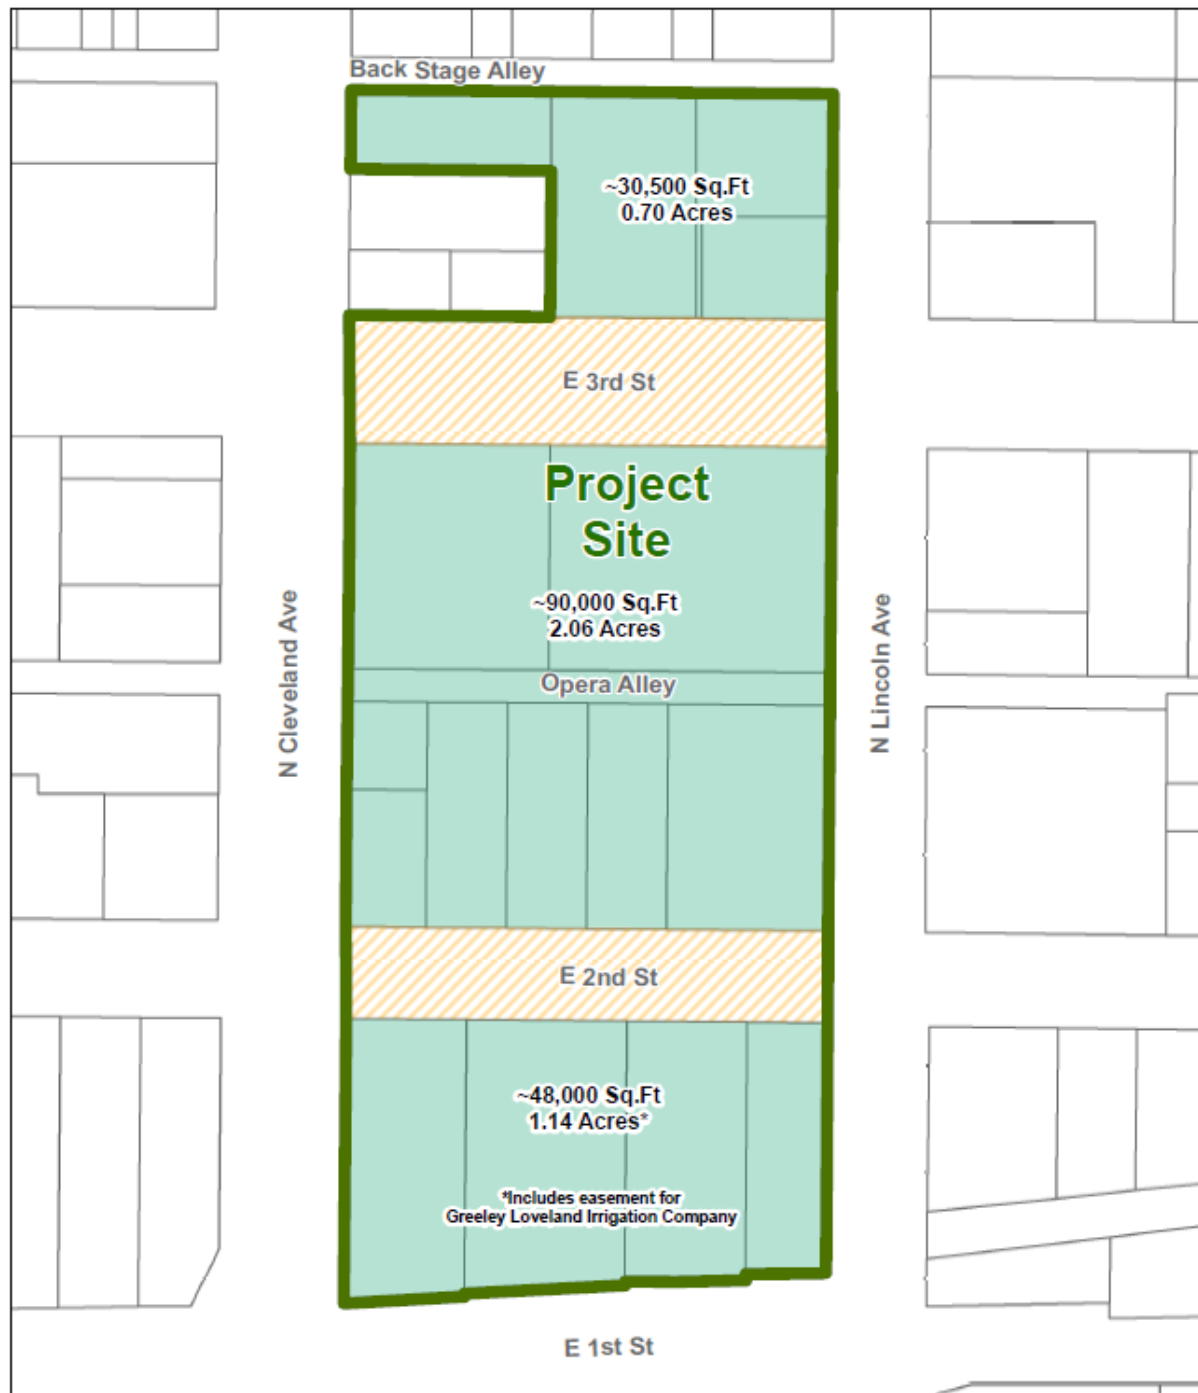 Back Stage Alley
~30,500 Sq.Ft
0.70 Acres
E 3rd St
Project
Site
~90,000 Sq.Ft
2.06 Acres
N Cleveland Ave
N Lincoln Ave
Opera Alley
E 2nd St
~48,000 Sq.Ft
1.14 Acres*
*Includes easement for
Greeley Loveland Irrigation Company
E 1st St